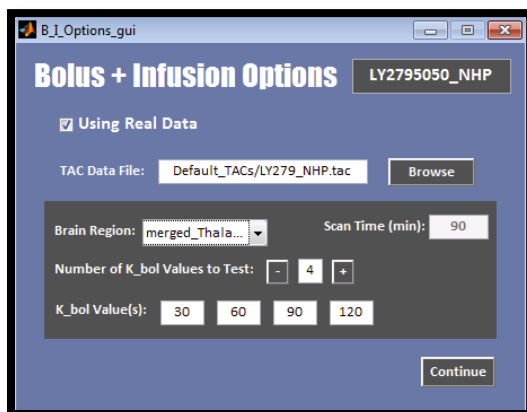 B_I_Options_gui
Bolus + Infusion Options LY2795050_NHP
Using Real Data
TAC Data File: Default_TACs/LY279_NHP.tac Browse
Brain Region: merged_Thala... Scan Time (min): 90
Number of K_bol Values to Test: - 4 +
K_bol Value(s): 30 60 90 120
Continue